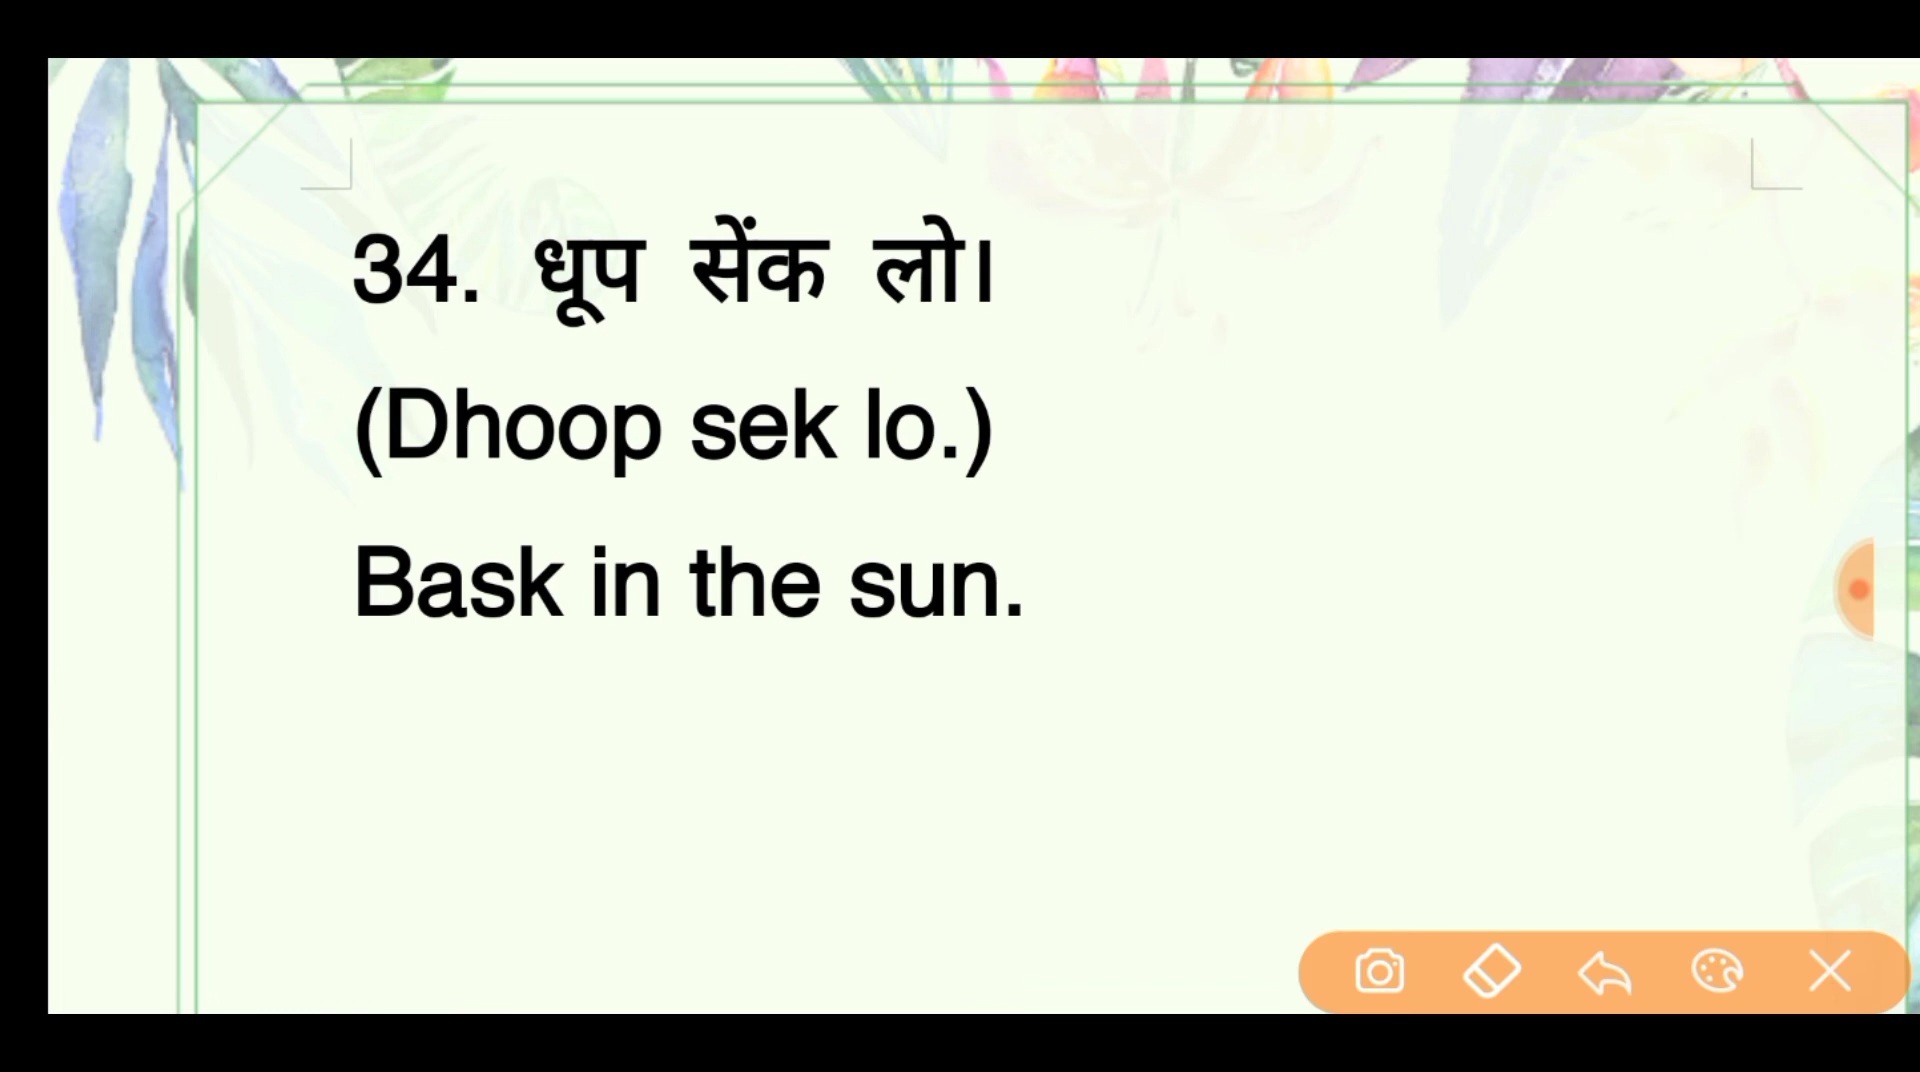 34. धूप सेंक लो।
(Dhoop sek lo.)
Bask in the sun.